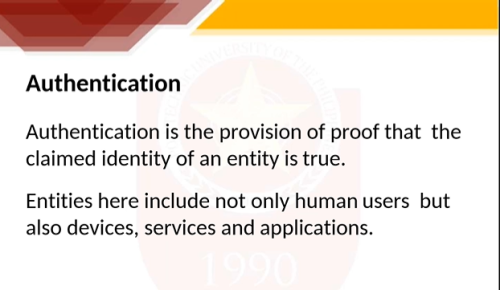 Authentication
Authentication is the provision of proof that the
claimed identity of an entity is true.
Entities here include not only human users but
also devices, services and applications.
1990